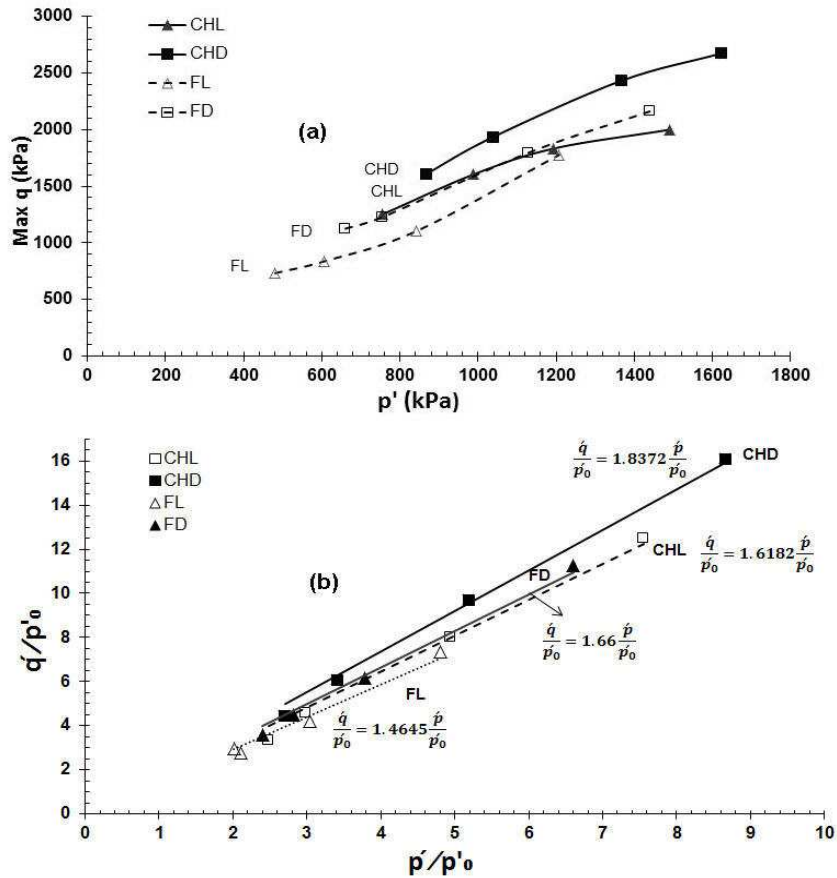 3000
2500
2000
1500
1000
500
0
Max q (kPa)
CHL
CHD
FL
FD
(a)
CHD
CHL
FD
FL
0 200 400 600 800 1000 1200 1400 1600 1800
p' (kPa)
16
14
12
10
8
6
4
2
0
q́/p'₀
CHL
CHD
FL
FD
(b)
q́/ṕ₀ = 1.8372 ṕ/ṕ₀
CHD
CHL
q́/ṕ₀ = 1.6182 ṕ/ṕ₀
FD
q́/ṕ₀ = 1.66 ṕ/ṕ₀
FL
q́/ṕ₀ = 1.4645 ṕ/ṕ₀
0 1 2 3 4 5 6 7 8 9 10
p´/p'₀